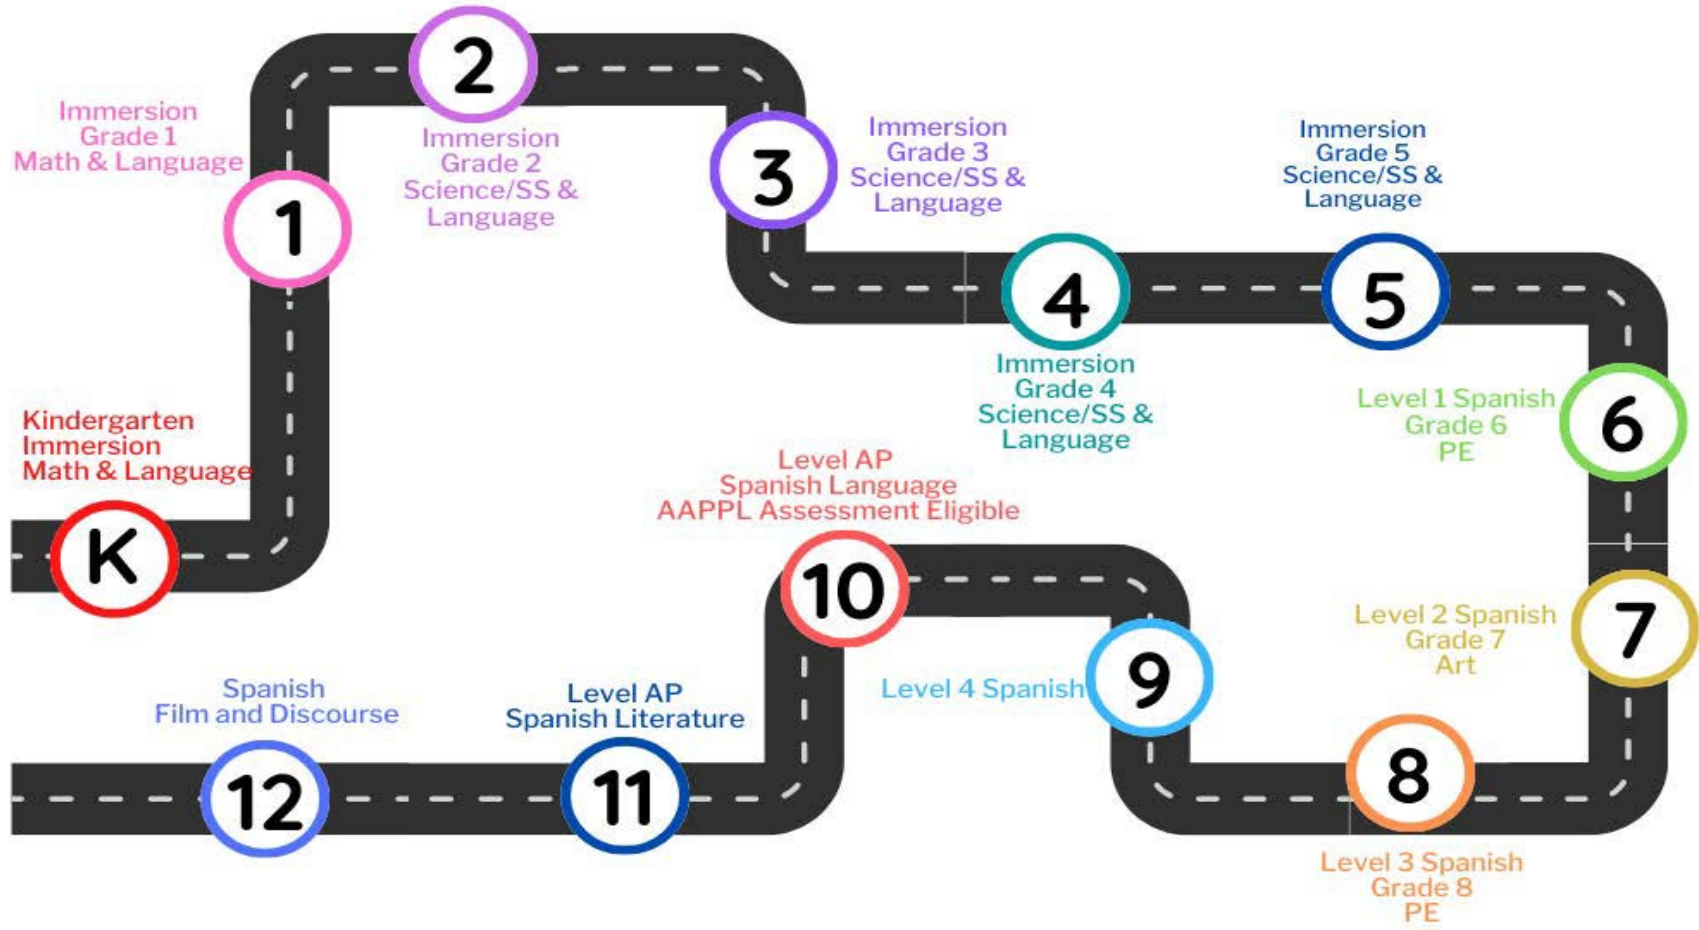 K
Kindergarten
Immersion
Math & Language
1
Immersion
Grade 1
Math & Language
2
Immersion
Grade 2
Science/SS &
Language
3
Immersion
Grade 3
Science/SS &
Language
4
Immersion
Grade 4
Science/SS &
Language
5
Immersion
Grade 5
Science/SS &
Language
6
Level 1 Spanish
Grade 6
PE
7
Level 2 Spanish
Grade 7
Art
8
Level 3 Spanish
Grade 8
PE
9
Level 4 Spanish
10
Level AP
Spanish Language
AAPPL Assessment Eligible
11
Level AP
Spanish Literature
12
Spanish
Film and Discourse